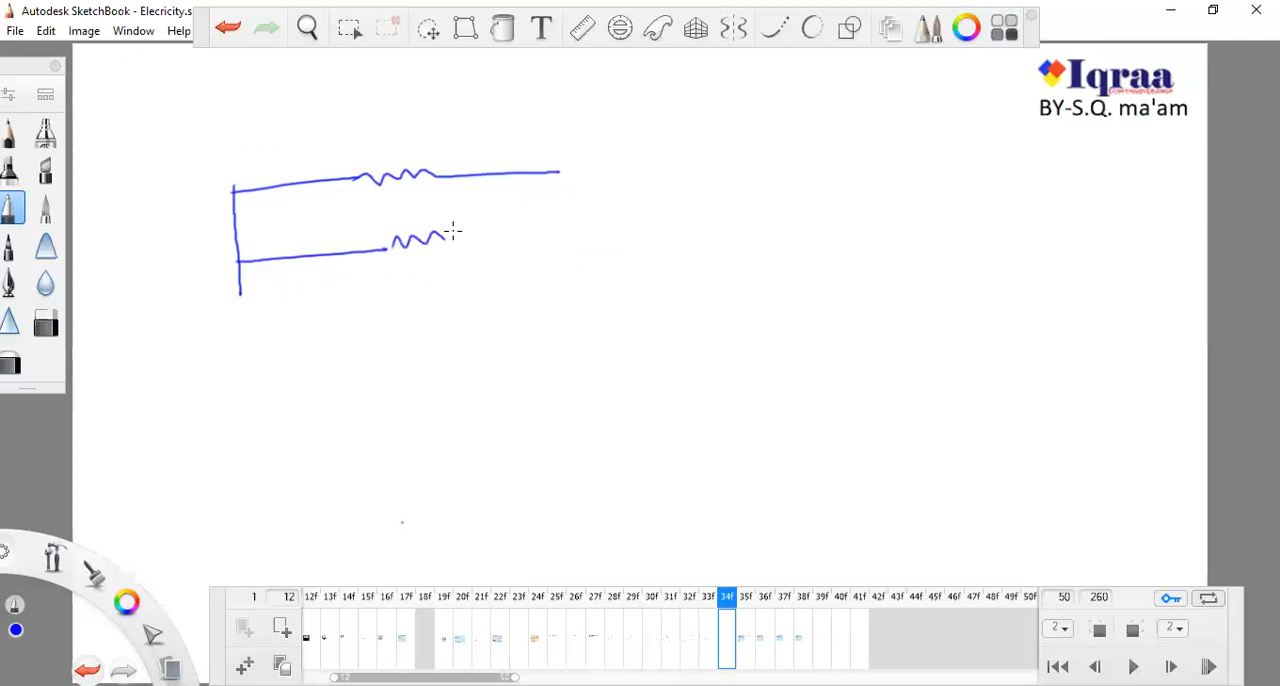 Autodesk SketchBook - Elecricity.s
File Edit Image Window Help
T
Iqraa
BY-S.Q. ma'am
1 12 12f 13f 14f 15f 16f 17f 18f 19f 20f 21f 22f 23f 24f 25f 26f 27f 28f 29f 30f 31f 32f 33f 34f 35f 36f 37f 38f 39f 40f 41f 42f 43f 44f 45f 46f 47f 48f 49f 50f 50 260
2 2
12